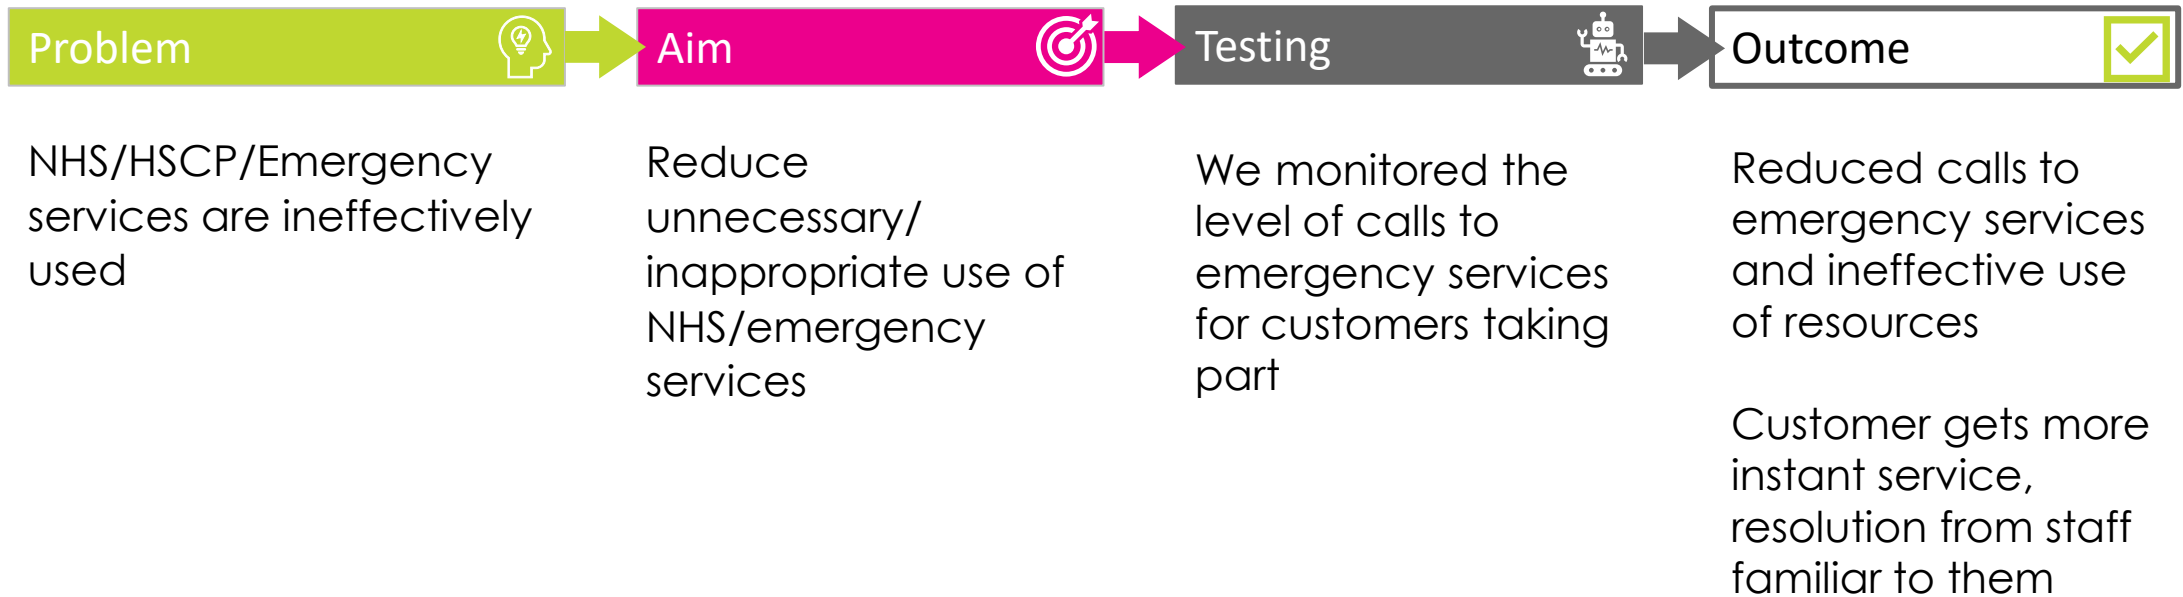 Problem
Aim
Testing
Outcome
NHS/HSCP/Emergency
services are ineffectively
used
Reduce
unnecessary/
inappropriate use of
NHS/emergency
services
We monitored the
level of calls to
emergency services
for customers taking
part
Reduced calls to
emergency services
and ineffective use
of resources
Customer gets more
instant service,
resolution from staff
familiar to them